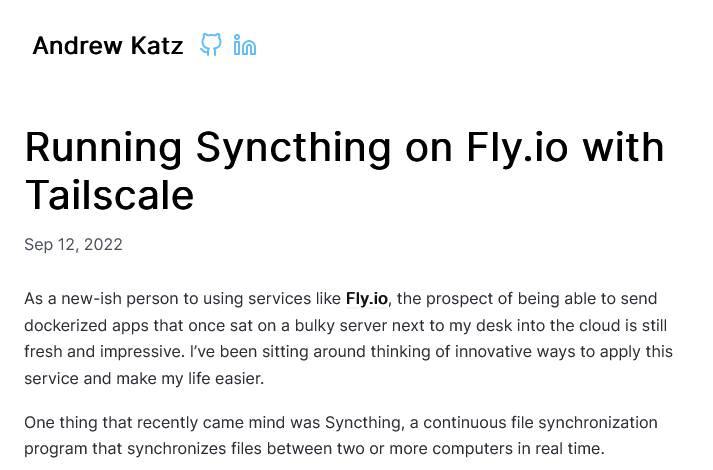 Andrew Katz
Running Syncthing on Fly.io with
Tailscale
Sep 12, 2022
As a new-ish person to using services like Fly.io, the prospect of being able to send
dockerized apps that once sat on a bulky server next to my desk into the cloud is still
fresh and impressive. I’ve been sitting around thinking of innovative ways to apply this
service and make my life easier.
One thing that recently came mind was Syncthing, a continuous file synchronization
program that synchronizes files between two or more computers in real time.